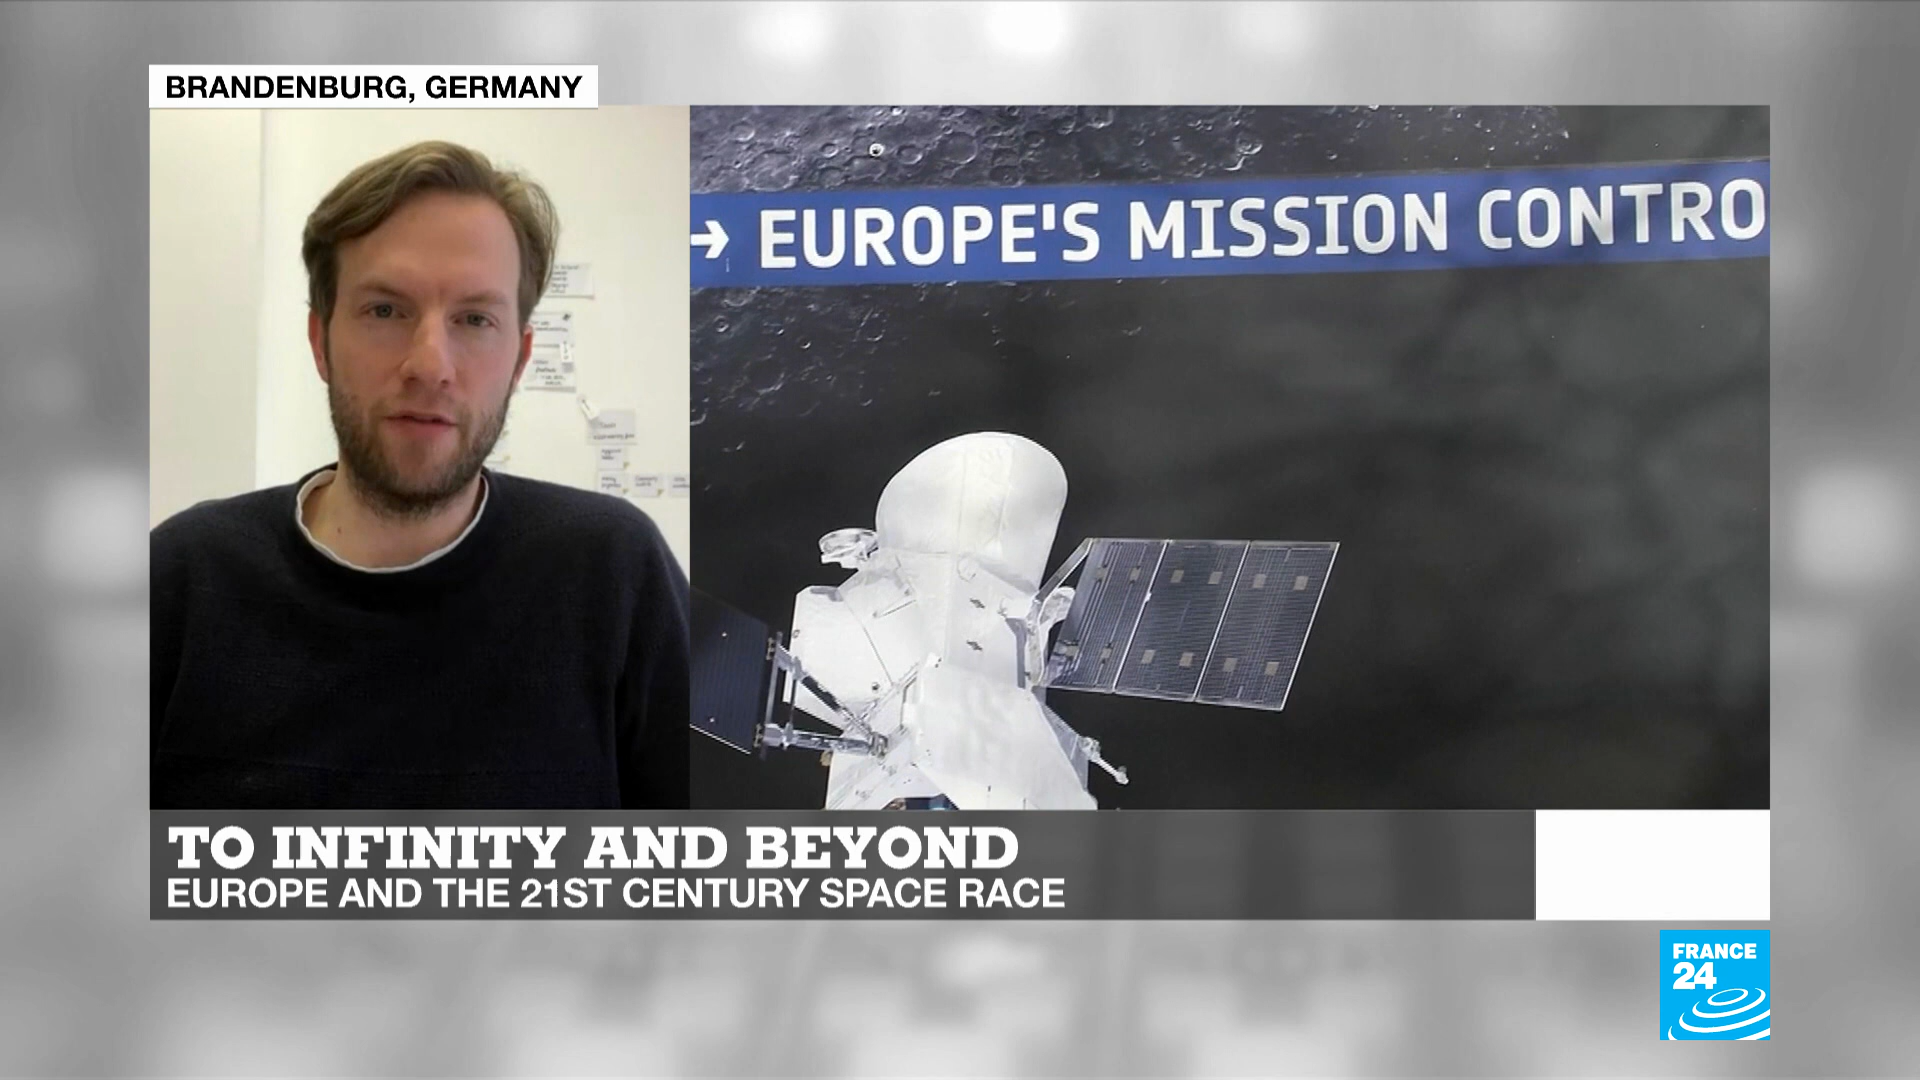 BRANDENBURG, GERMANY
→ EUROPE'S MISSION CONTRO
TO INFINITY AND BEYOND
EUROPE AND THE 21ST CENTURY SPACE RACE
FRANCE
24